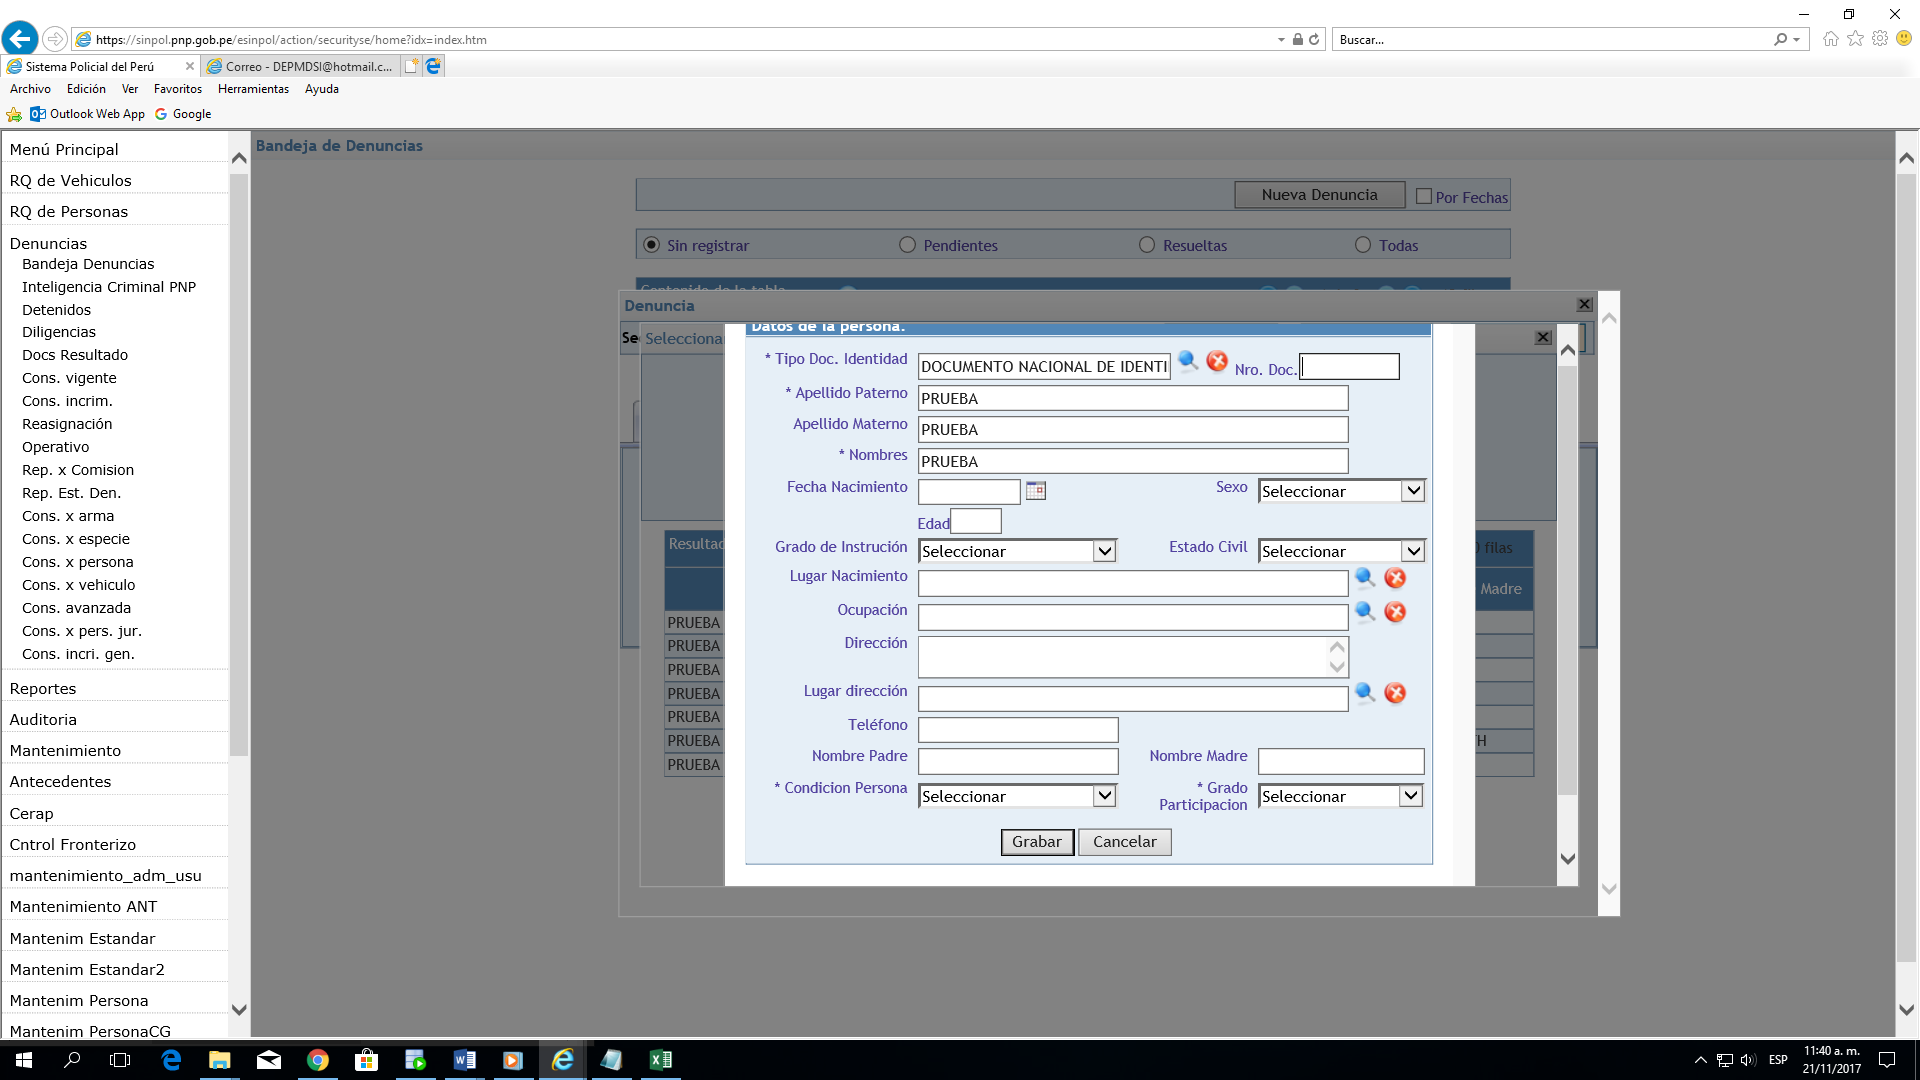 https://sinpol.pnp.gob.pe/esinpol/action/securityse/home?idx=index.htm
Buscar...
Sistema Policial del Perú
Correo - DEPMDSI@hotmail.c...
Archivo Edición Ver Favoritos Herramientas Ayuda
Outlook Web App Google
Menú Principal
RQ de Vehiculos
RQ de Personas
Denuncias
Bandeja Denuncias
Inteligencia Criminal PNP
Detenidos
Diligencias
Docs Resultado
Cons. vigente
Cons. incrim.
Reasignación
Operativo
Rep. x Comision
Rep. Est. Den.
Cons. x arma
Cons. x especie
Cons. x persona
Cons. x vehiculo
Cons. avanzada
Cons. x pers. jur.
Cons. incri. gen.
Reportes
Auditoria
Mantenimiento
Antecedentes
Cerap
Cntrol Fronterizo
mantenimiento_adm_usu
Mantenimiento ANT
Mantenim Estandar
Mantenim Estandar2
Mantenim Persona
Mantenim PersonaCG
Bandeja de Denuncias
Nueva Denuncia Por Fechas
Sin registrar Pendientes Resueltas Todas
Contenido de la tabla
Denuncia
Se Seleccionar
Datos de la persona.
* Tipo Doc. Identidad DOCUMENTO NACIONAL DE IDENTI Nro. Doc.
* Apellido Paterno PRUEBA
Apellido Materno PRUEBA
* Nombres PRUEBA
Fecha Nacimiento Sexo Seleccionar
Edad
Grado de Instrución Seleccionar Estado Civil Seleccionar
Lugar Nacimiento
Ocupación
Dirección
Lugar dirección
Teléfono
Nombre Padre Nombre Madre
* Condicion Persona Seleccionar * Grado Participacion Seleccionar
Grabar Cancelar
Resultad
filas
Madre
PRUEBA
PRUEBA
PRUEBA
PRUEBA
PRUEBA
PRUEBA TH
PRUEBA
ESP
11:40 a. m.
21/11/2017